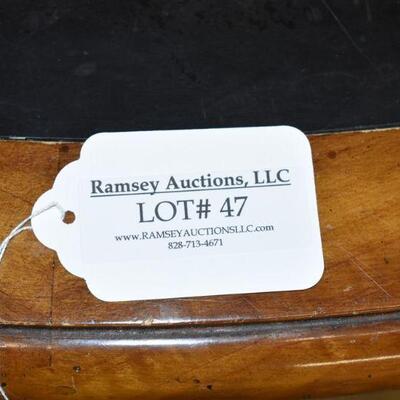 Ramsey Auctions, LLC
LOT# 47
www.RAMSEYAUCTIONSLLC.com
828-713-4671